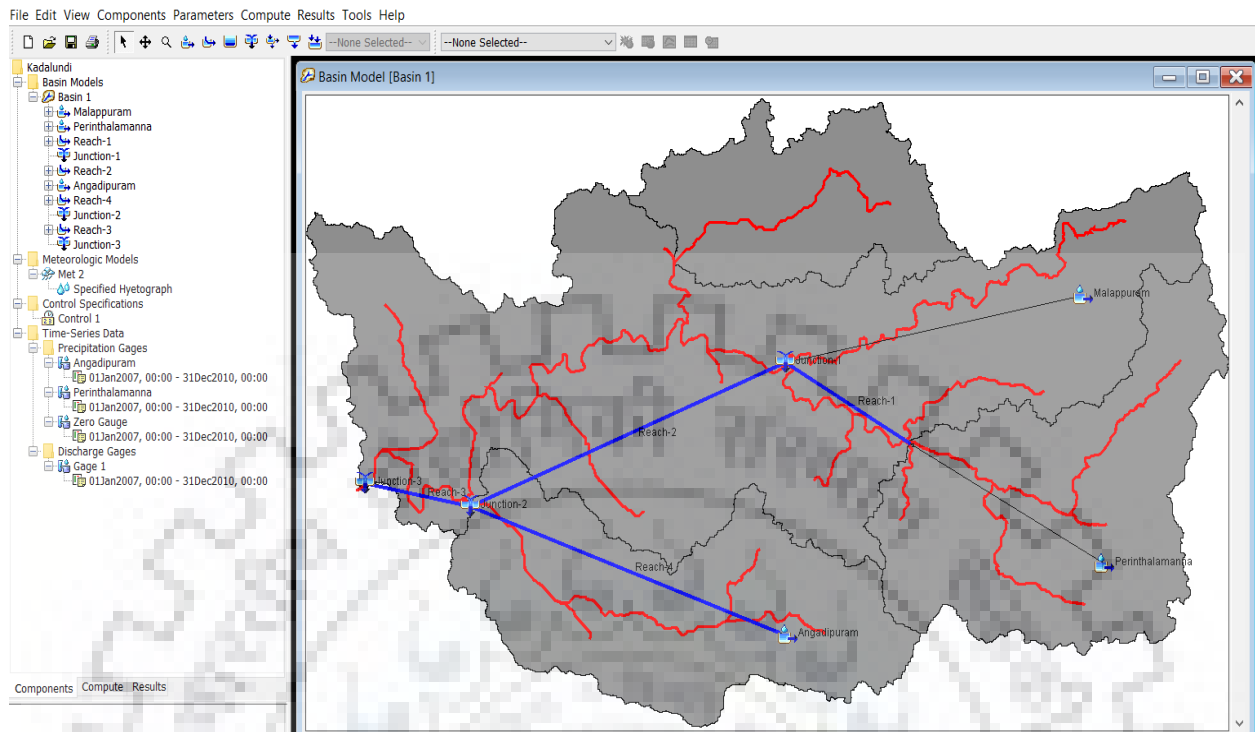 File Edit View Components Parameters Compute Results Tools Help
--None Selected-- --None Selected--
Kadalundi
Basin Models
Basin 1
Malappuram
Perinthalamanna
Reach-1
Junction-1
Reach-2
Angadipuram
Reach-4
Junction-2
Reach-3
Junction-3
Meteorologic Models
Met 2
Specified Hyetograph
Control Specifications
Control 1
Time-Series Data
Precipitation Gages
Angadipuram
01Jan2007, 00:00 - 31Dec2010, 00:00
Perinthalamanna
01Jan2007, 00:00 - 31Dec2010, 00:00
Zero Gauge
01Jan2007, 00:00 - 31Dec2010, 00:00
Discharge Gages
Gage 1
01Jan2007, 00:00 - 31Dec2010, 00:00
Components Compute Results
Basin Model [Basin 1]
Malappuram
Junction-1
Reach-1
Reach-2
Junction-3
Reach-3
Junction-2
Reach-4
Perinthalamanna
Angadipuram